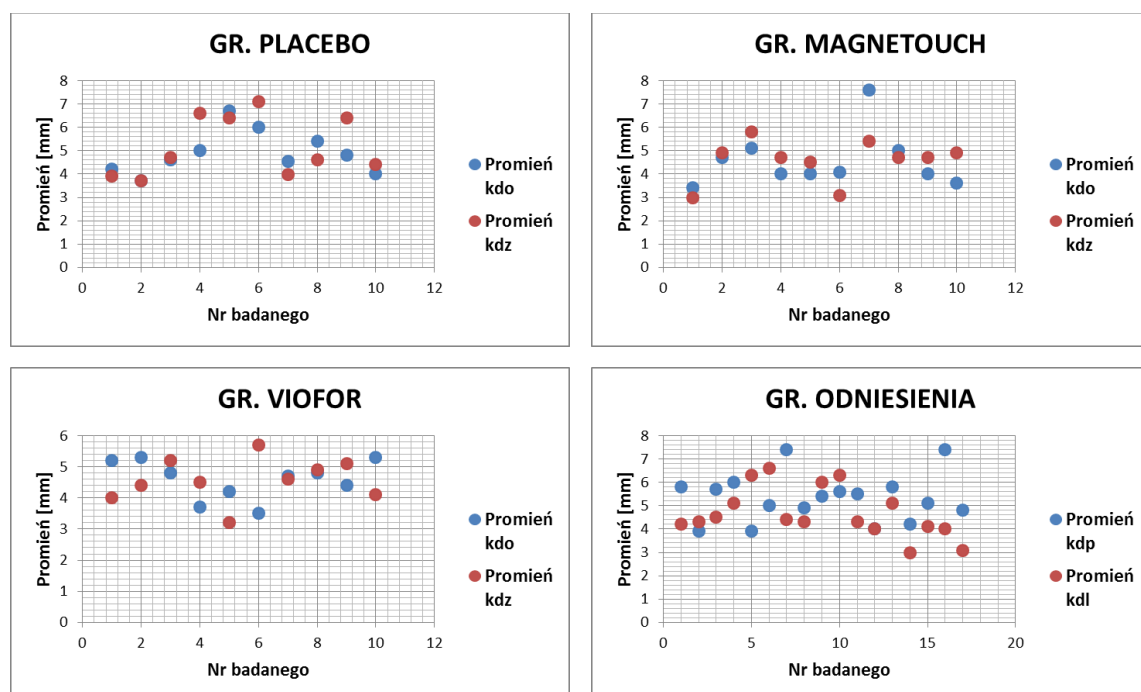 GR. PLACEBO
Promień [mm]
8
7
6
5
4
3
2
1
0
0 2 4 6 8 10 12
Nr badanego
Promień
kdo
Promień
kdz
GR. MAGNETOUCH
Promień [mm]
8
7
6
5
4
3
2
1
0
0 2 4 6 8 10 12
Nr badanego
Promień
kdo
Promień
kdz
GR. VIOFOR
Promień [mm]
6
5
4
3
2
1
0
0 2 4 6 8 10 12
Nr badanego
Promień
kdo
Promień
kdz
GR. ODNIESIENIA
Promień [mm]
8
7
6
5
4
3
2
1
0
0 5 10 15 20
Nr badanego
Promień
kdp
Promień
kdl